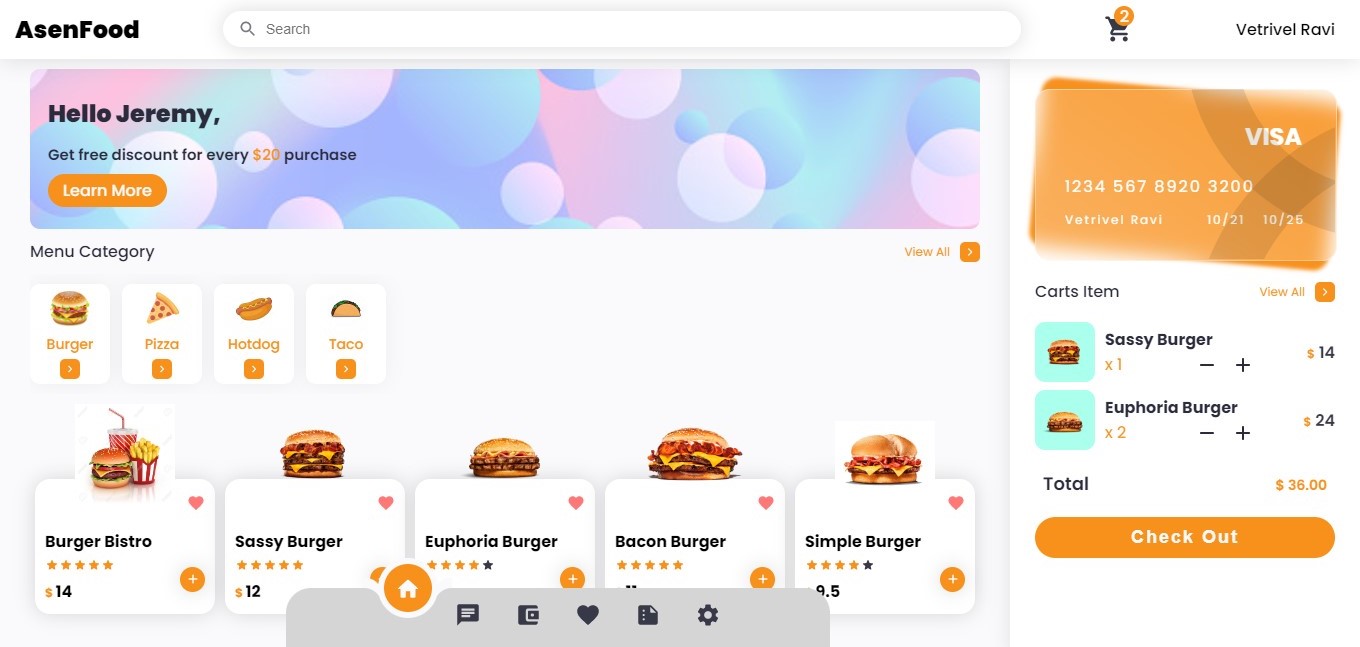 AsenFood
Search
2
Vetrivel Ravi
Hello Jeremy,
Get free discount for every $20 purchase
Learn More
Menu Category
View All
Burger
Pizza
Hotdog
Taco
Burger Bistro
$ 14
Sassy Burger
$ 12
Euphoria Burger
Bacon Burger
Simple Burger
9.5
VISA
1234 567 8920 3200
Vetrivel Ravi 10/21 10/25
Carts Item
View All
Sassy Burger
x 1
$ 14
Euphoria Burger
x 2
$ 24
Total
$ 36.00
Check Out